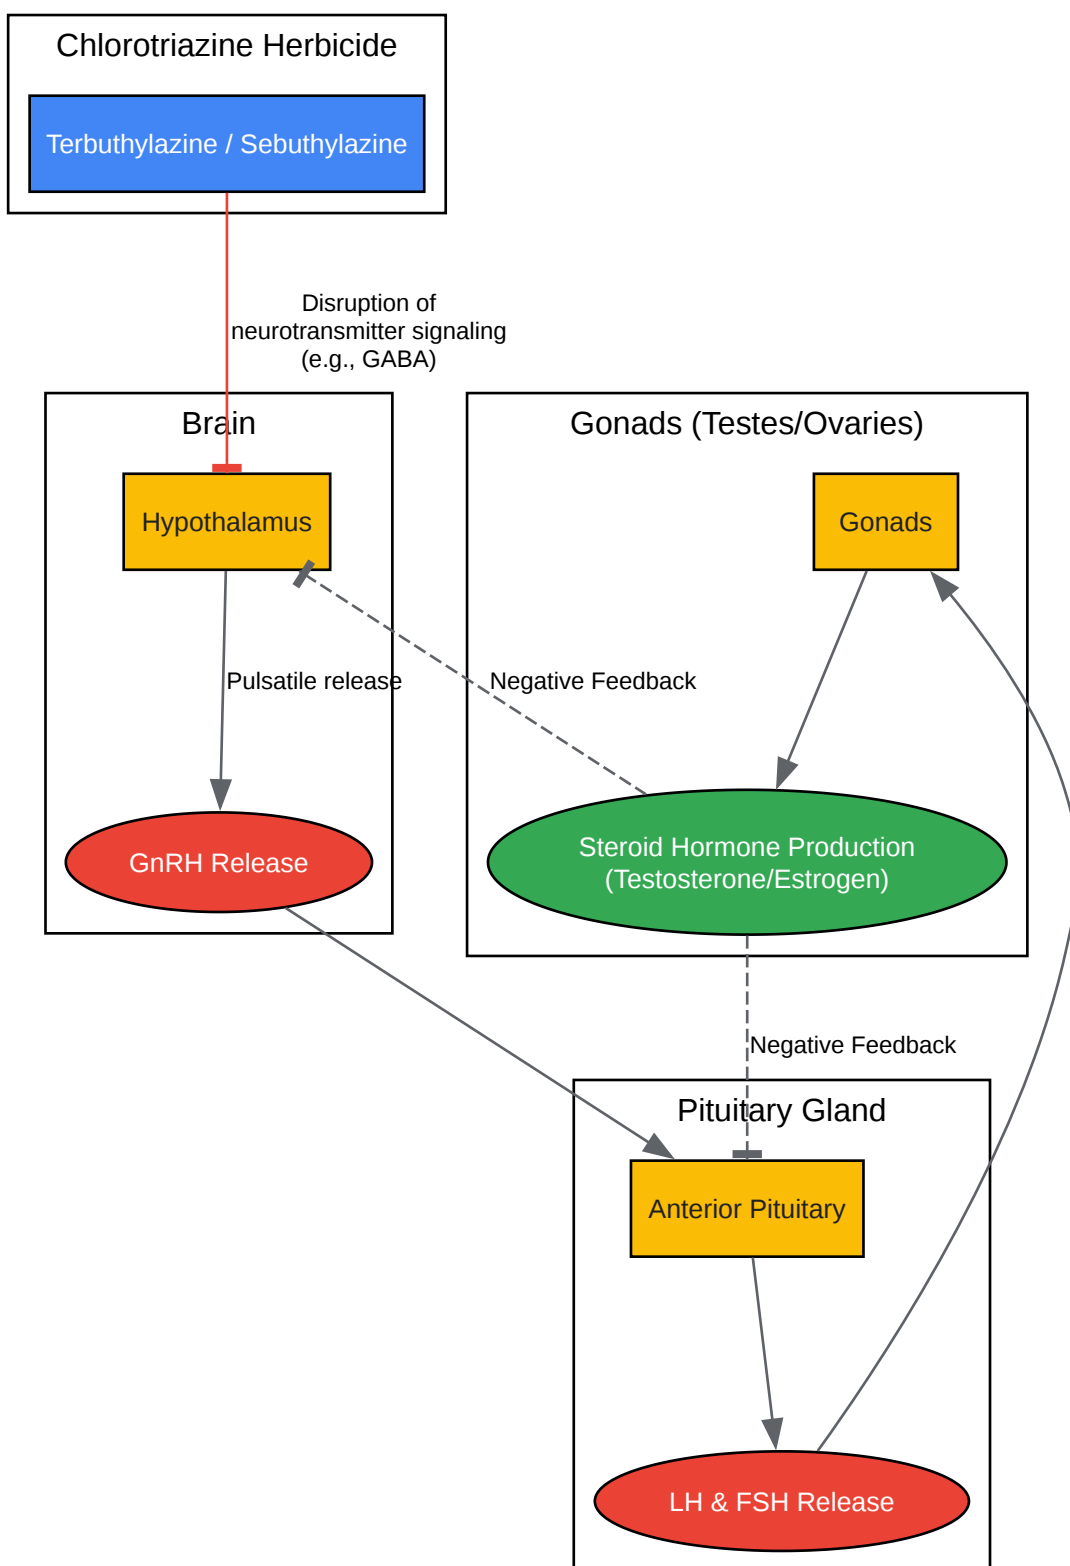 Chlorotriazine Herbicide
Terbuthylazine / Sebuthylazine
Disruption of
neurotransmitter signaling
(e.g., GABA)
Brain
Hypothalamus
Pulsatile release
GnRH Release
Gonads (Testes/Ovaries)
Gonads
Negative Feedback
Steroid Hormone Production
(Testosterone/Estrogen)
Negative Feedback
Pituitary Gland
Anterior Pituitary
LH & FSH Release